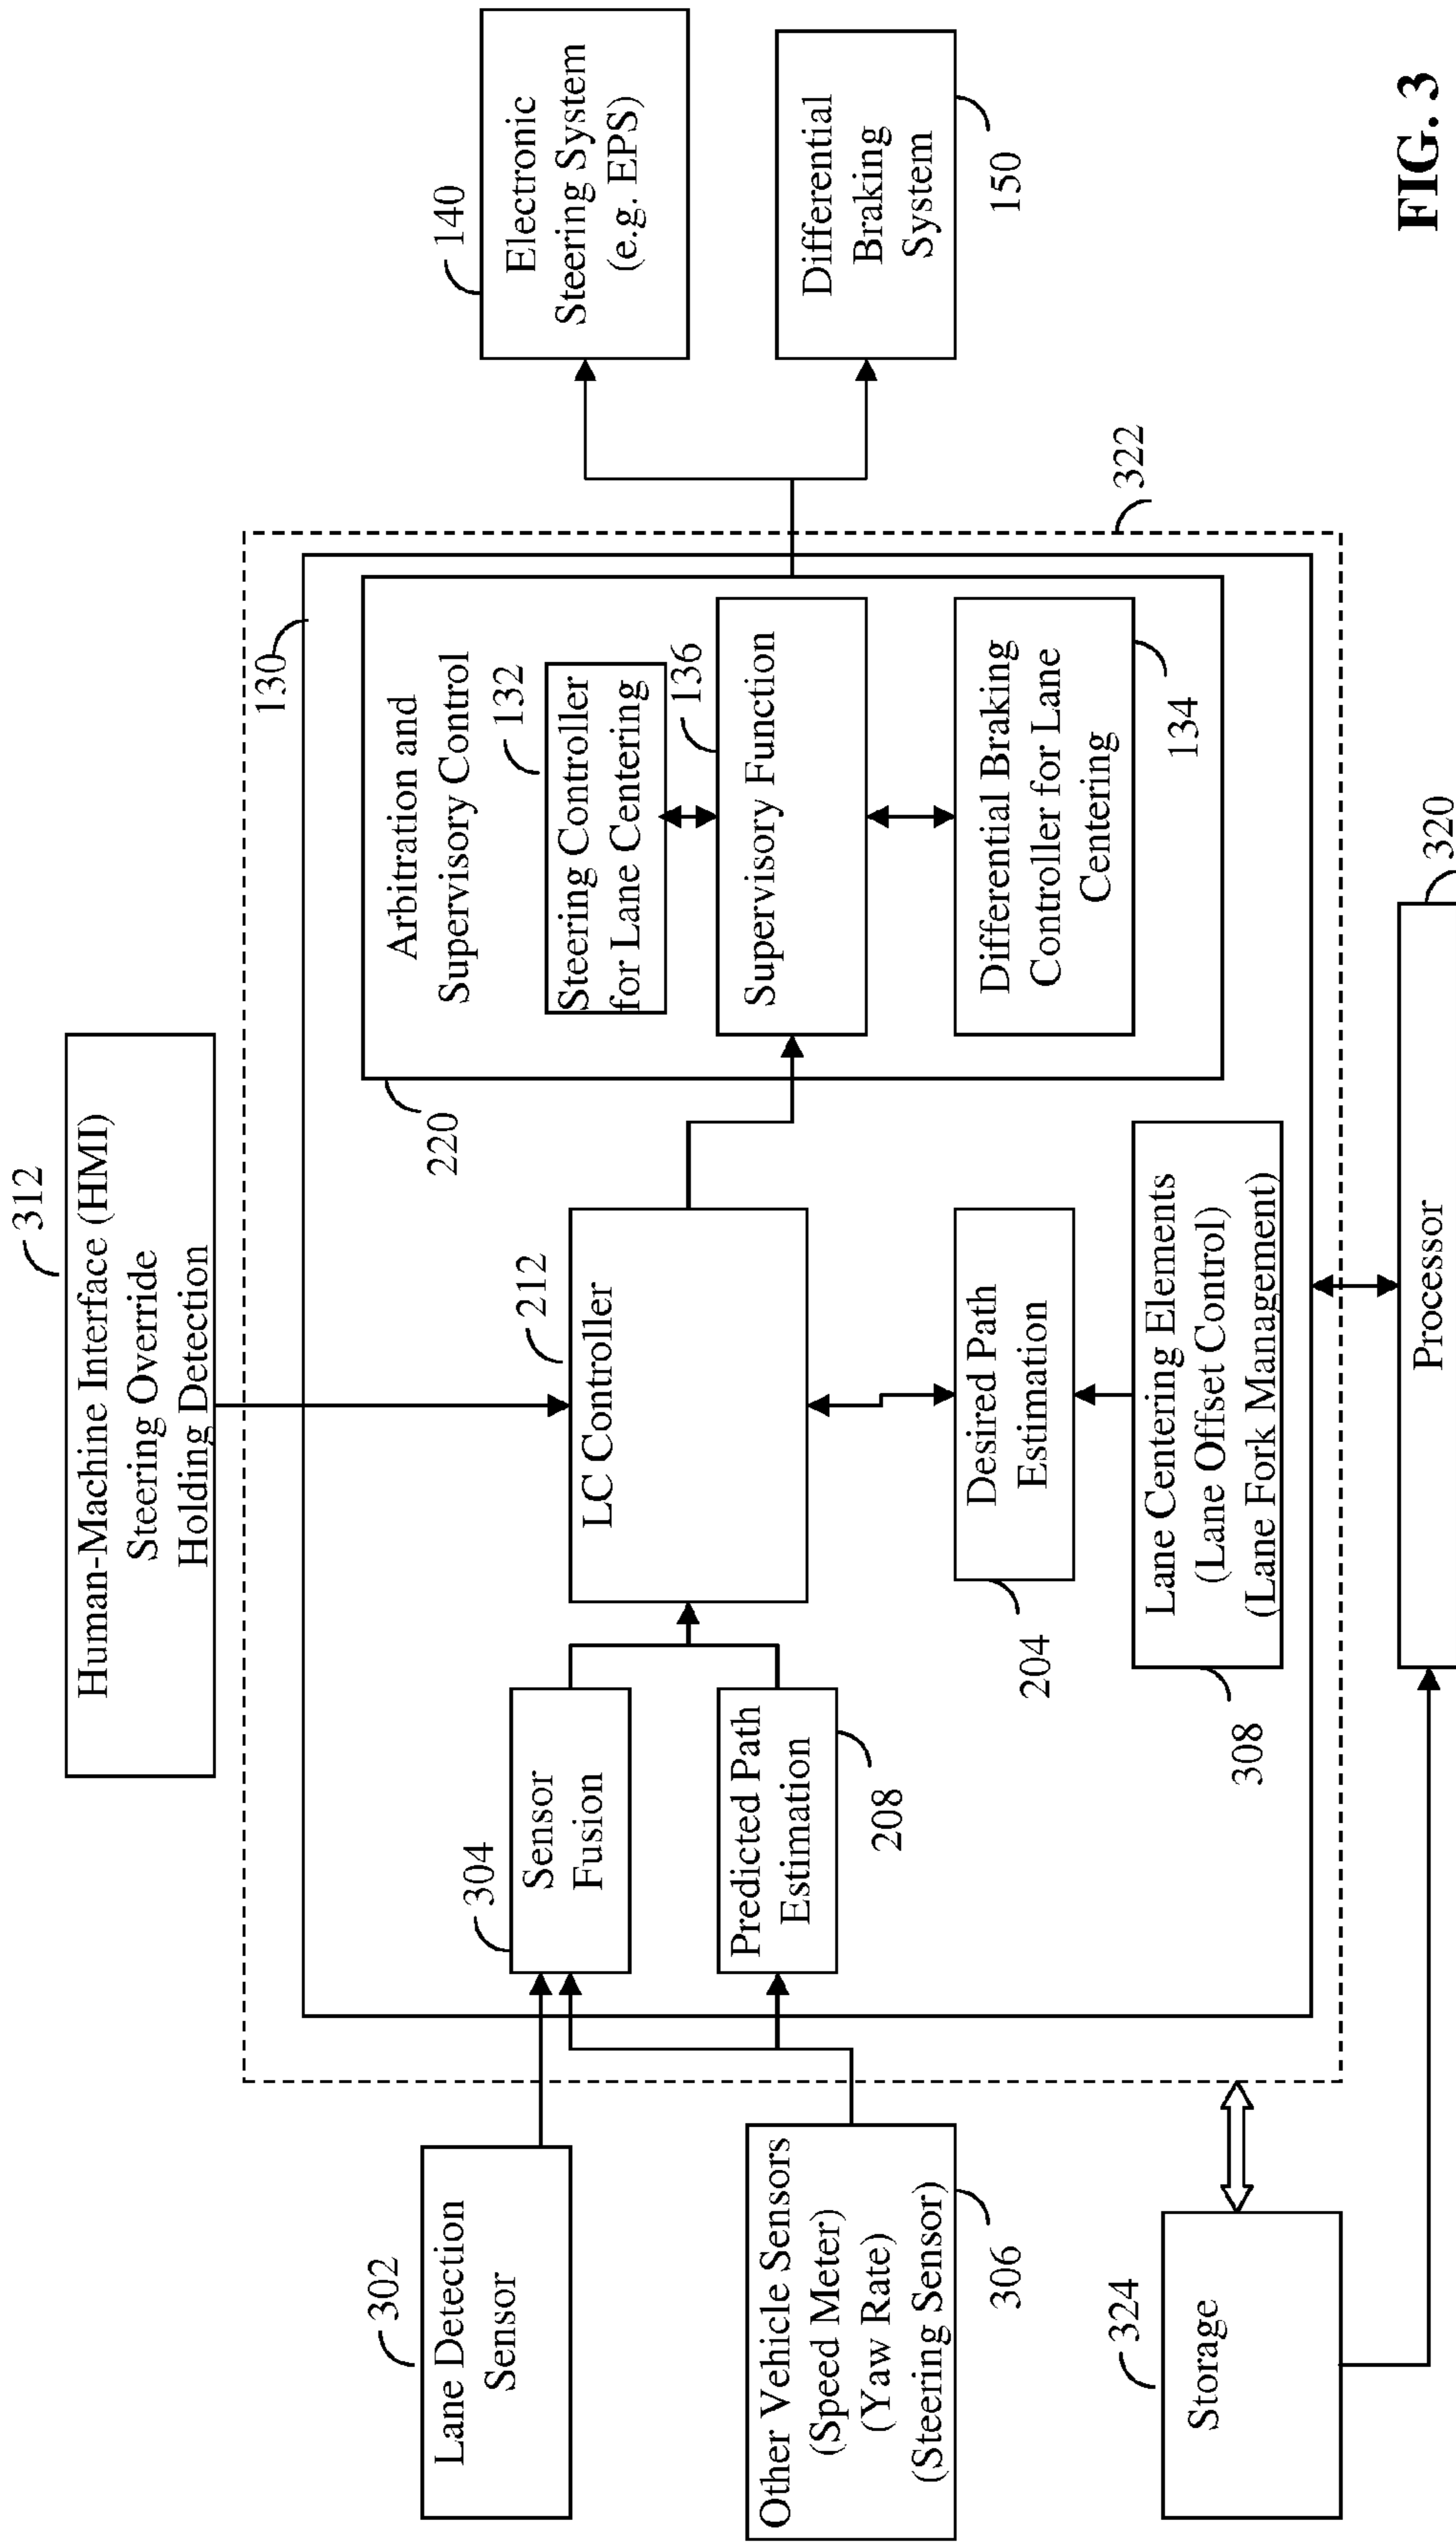 312
Human-Machine Interface (HMI)
Steering Override
Holding Detection
302
Lane Detection
Sensor
Other Vehicle Sensors
(Speed Meter)
(Yaw Rate)
(Steering Sensor)
306
324
Storage
304
Sensor
Fusion
Predicted Path
Estimation
208
212
LC Controller
Desired Path
Estimation
204
Lane Centering Elements
(Lane Offset Control)
(Lane Fork Management)
308
130
220
Arbitration and
Supervisory Control
132
Steering Controller
for Lane Centering
136
Supervisory Function
Differential Braking
Controller for Lane
Centering
134
322
Processor
320
140
Electronic
Steering System
(e.g. EPS)
Differential
Braking
System
150
FIG. 3